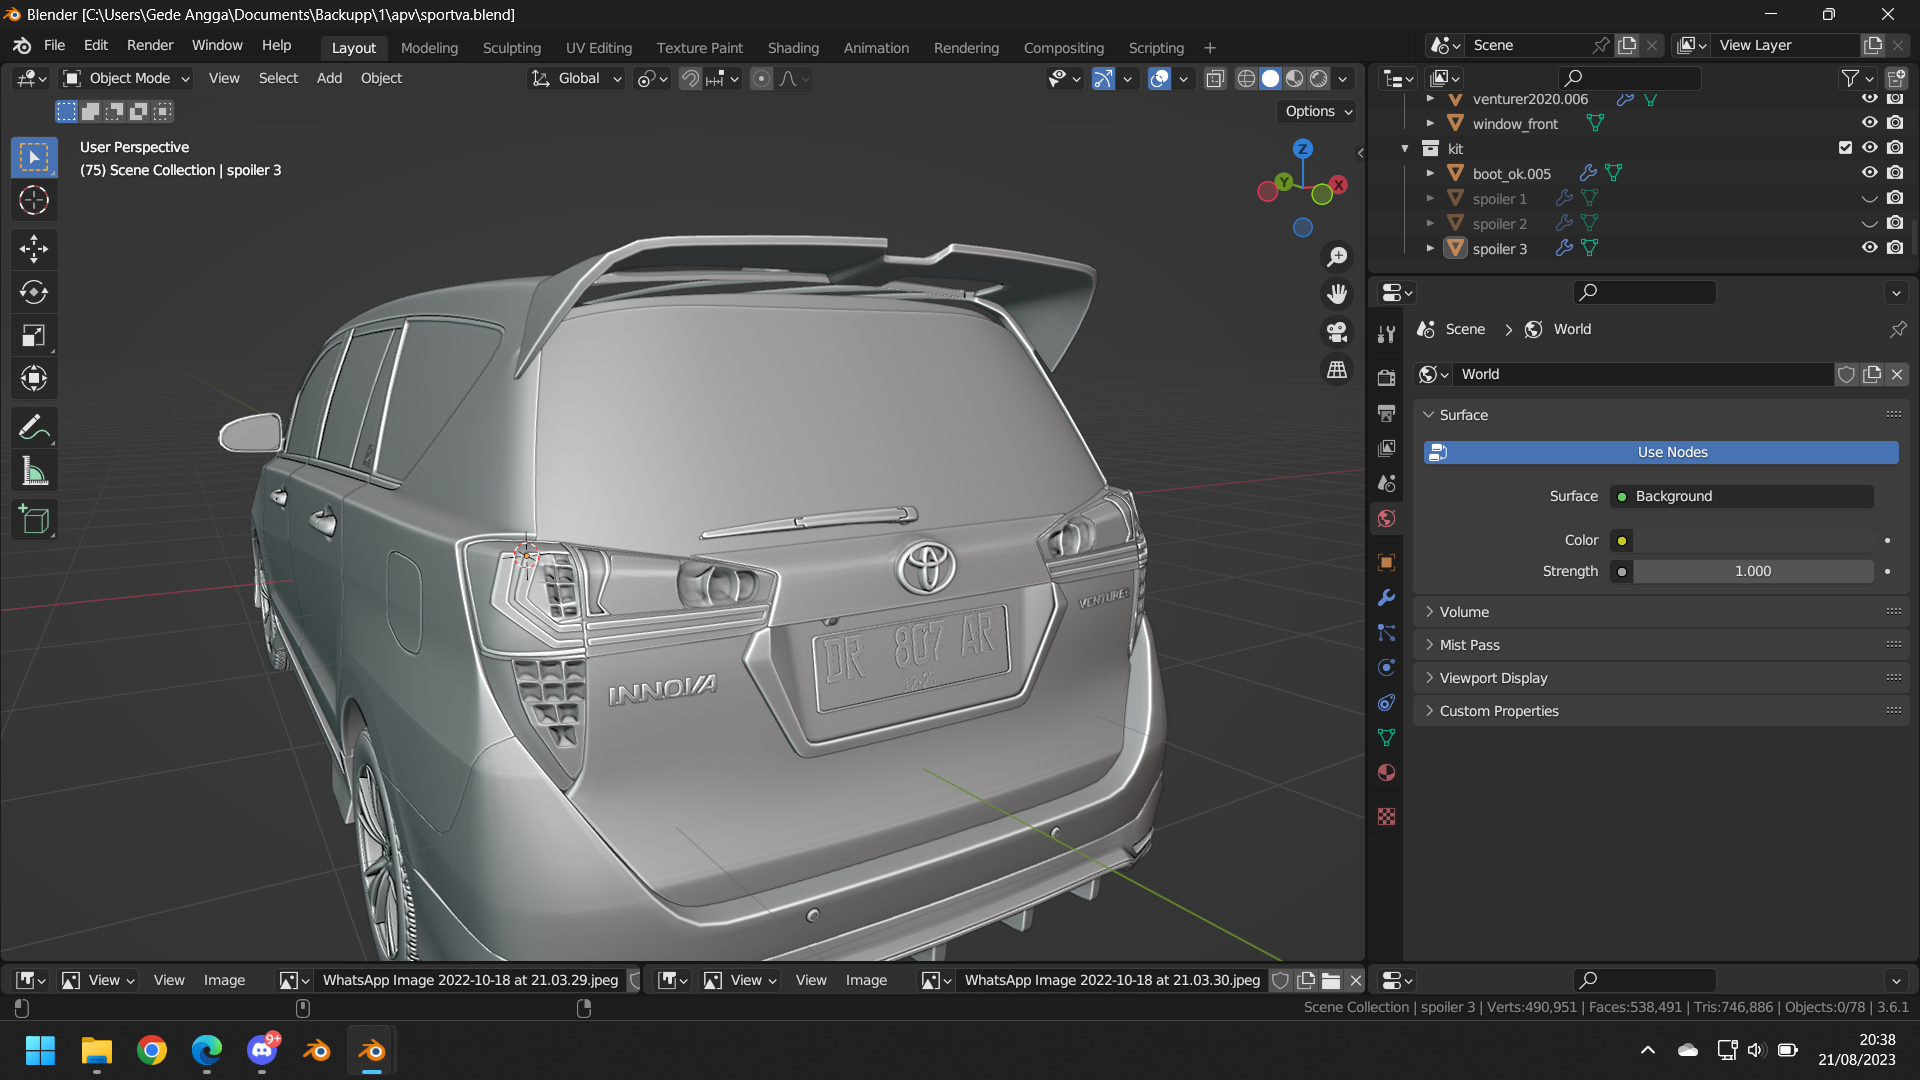 Blender [C:\Users\Gede Angga\Documents\Backupp\1\apv\sportva.blend]
File Edit Render Window Help
Layout Modeling Sculpting UV Editing Texture Paint Shading Animation Rendering Compositing Scripting
Scene
View Layer
Object Mode View Select Add Object
Global
Options
User Perspective
(75) Scene Collection | spoiler 3
Z
Y
X
venturer2020.006
window_front
kit
boot_ok.005
spoiler 1
spoiler 2
spoiler 3
Scene World
World
Surface
Use Nodes
Surface Background
Color
Strength 1.000
Volume
Mist Pass
Viewport Display
Custom Properties
VENTURER
DR 807 AR
12·25
INNOVA
View View Image WhatsApp Image 2022-10-18 at 21.03.29.jpeg
View View Image WhatsApp Image 2022-10-18 at 21.03.30.jpeg
Scene Collection | spoiler 3 | Verts:490,951 | Faces:538,491 | Tris:746,886 | Objects:0/78 | 3.6.1
9+
20:38
21/08/2023